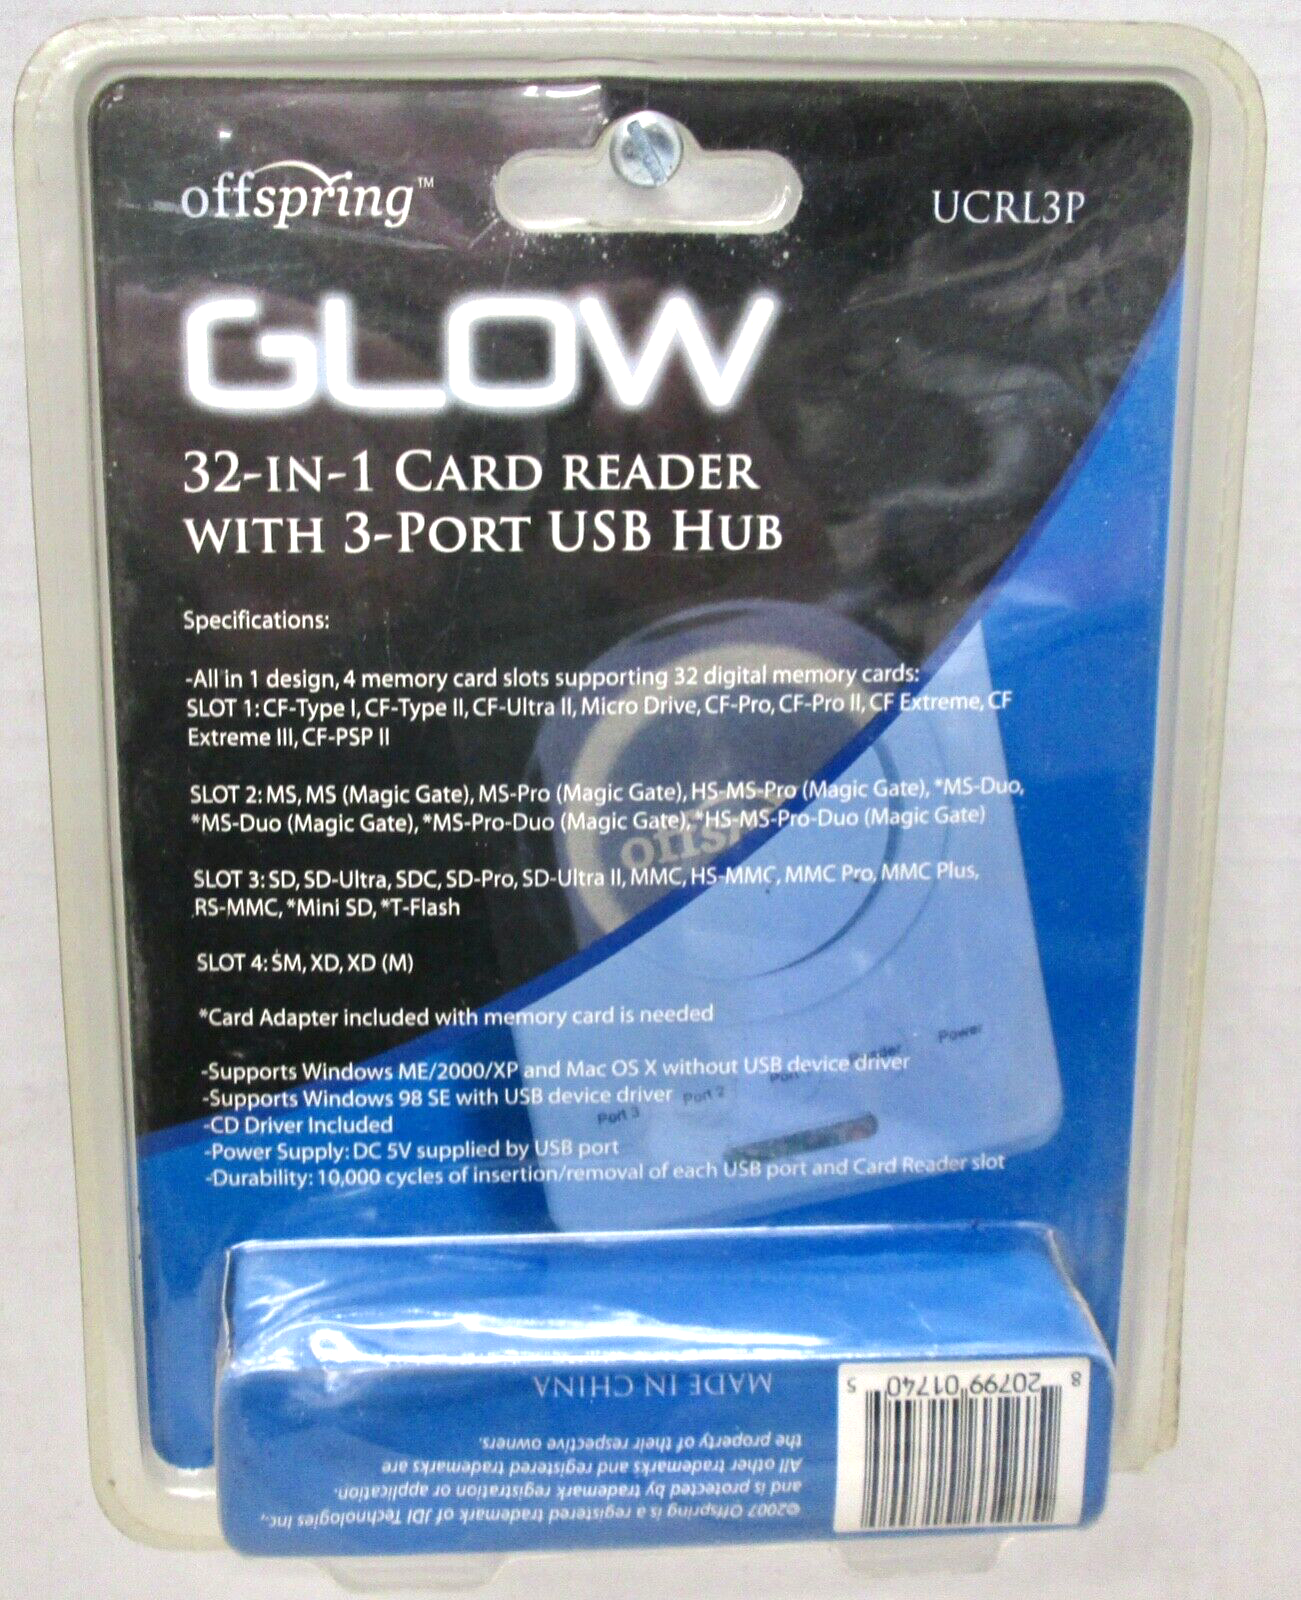 offspring™
UCRL3P
GLOW
32-IN-1 CARD READER
WITH 3-PORT USB HUB
Specifications:
-All in 1 design, 4 memory card slots supporting 32 digital memory cards:
SLOT 1: CF-Type I, CF-Type II, CF-Ultra II, Micro Drive, CF-Pro, CF-Pro II, CF Extreme, CF
Extreme III, CF-PSP II
SLOT 2: MS, MS (Magic Gate), MS-Pro (Magic Gate), HS-MS-Pro (Magic Gate), *MS-Duo,
*MS-Duo (Magic Gate), *MS-Pro-Duo (Magic Gate), *HS-MS-Pro-Duo (Magic Gate)
SLOT 3: SD, SD-Ultra, SDC, SD-Pro, SD-Ultra II, MMC, HS-MMC, MMC Pro, MMC Plus,
RS-MMC, *Mini SD, *T-Flash
SLOT 4: SM, XD, XD (M)
*Card Adapter included with memory card is needed
-Supports Windows ME/2000/XP and Mac OS X without USB device driver
-Supports Windows 98 SE with USB device driver
-CD Driver Included
-Power Supply: DC 5V supplied by USB port
-Durability: 10,000 cycles of insertion/removal of each USB port and Card Reader slot
Port 3
Port 2
Port
Power
©2007 Offspring is a registered trademark of JDI Technologies Inc.,
and is protected by trademark registration or application.
All other trademarks and registered trademarks are
the property of their respective owners.
MADE IN CHINA
8 20799 01740 5